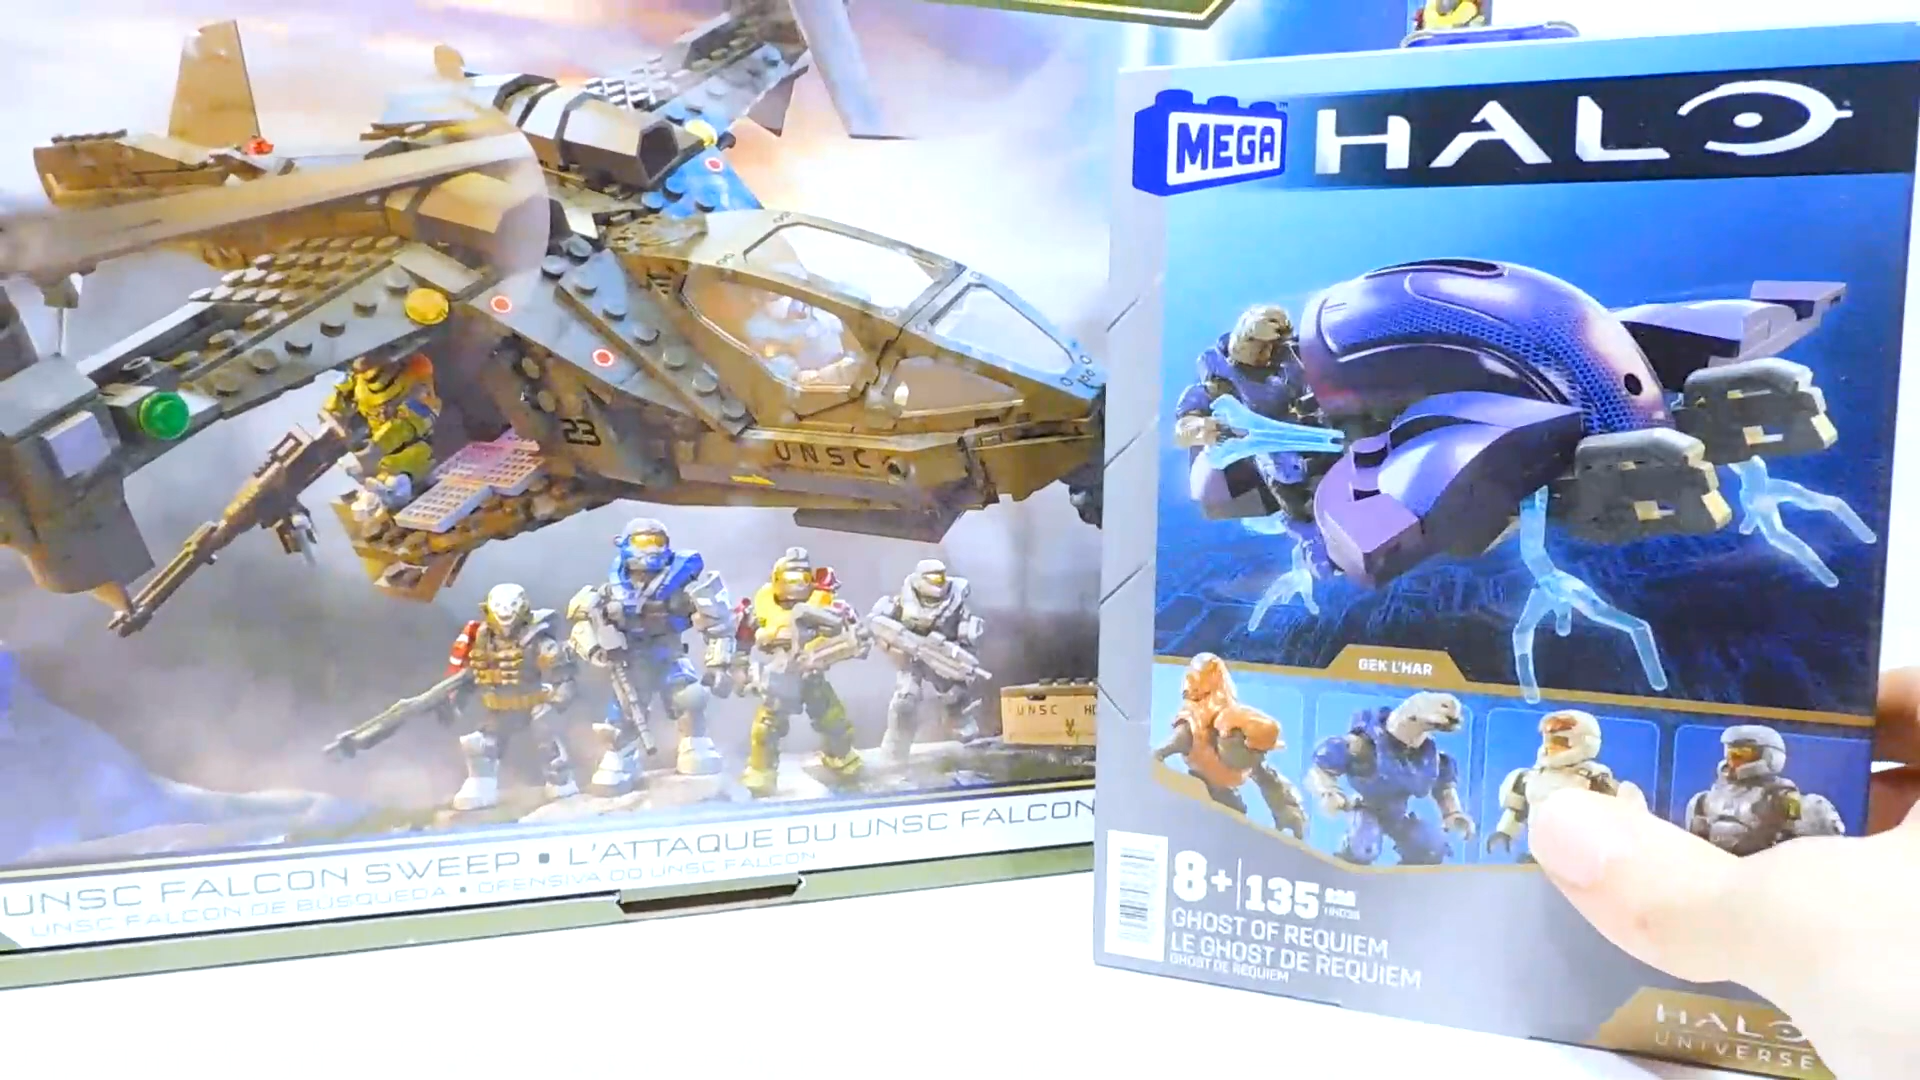 23
UNSC
UNSC
UNSC FALCON SWEEP • L'ATTAQUE DU UNSC FALCON
UNSC FALCON DE BÚSQUEDA • OFENSIVA DO UNSC FALCON
MEGA
HALO
GEK L'HAR
8+ 135
GHOST OF REQUIEM
LE GHOST DE REQUIEM
GHOST DE REQUIEM
HALO
UNIVERSE